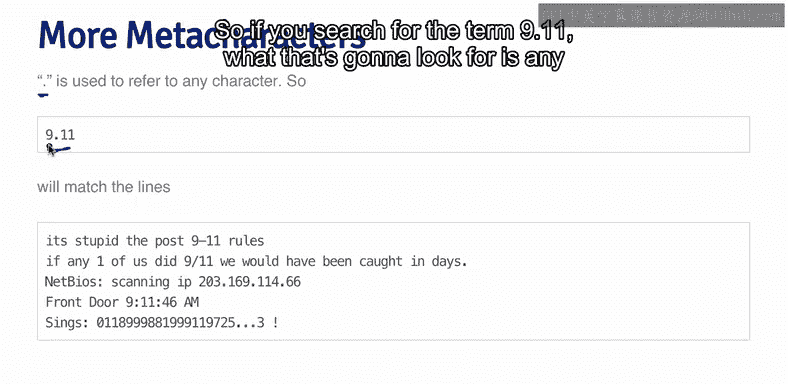 More Metacharacters
So if you search for the term 9.11,
what that's gonna look for is any
“.” is used to refer to any character. So
9.11
will match the lines
its stupid the post 9-11 rules
if any 1 of us did 9/11 we would have been caught in days.
NetBios: scanning ip 203.169.114.66
Front Door 9:11:46 AM
Sings: 0118999881999119725...3 !